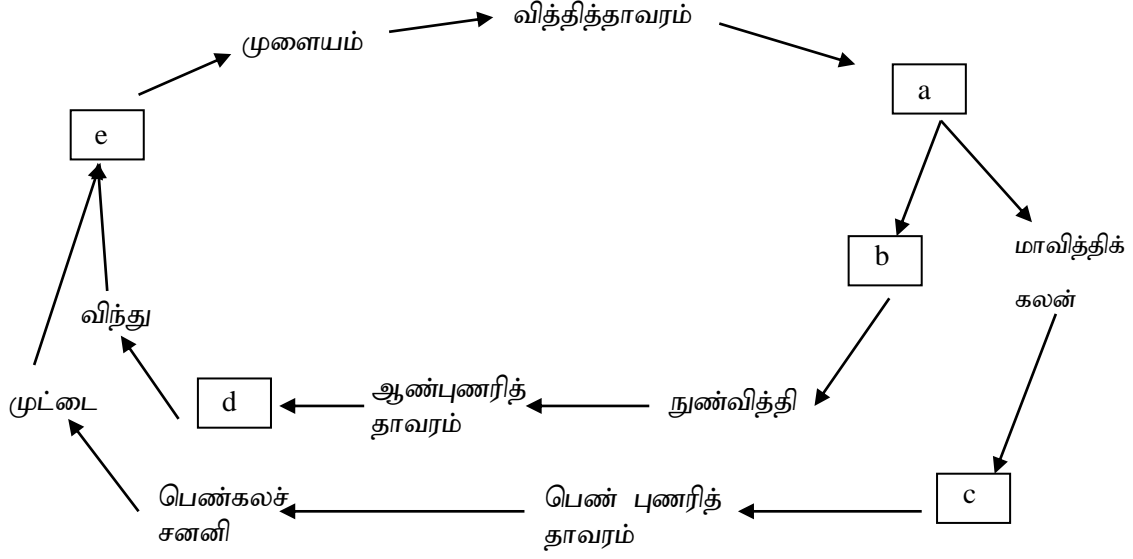 வித்தித்தாவரம்
முளையம்
a
e
b
மாவித்திக்
கலன்
விந்து
முட்டை
d
ஆண்புணரித்
தாவரம்
நுண்வித்தி
பெண்கலச்
சனனி
பெண் புணரித்
தாவரம்
c